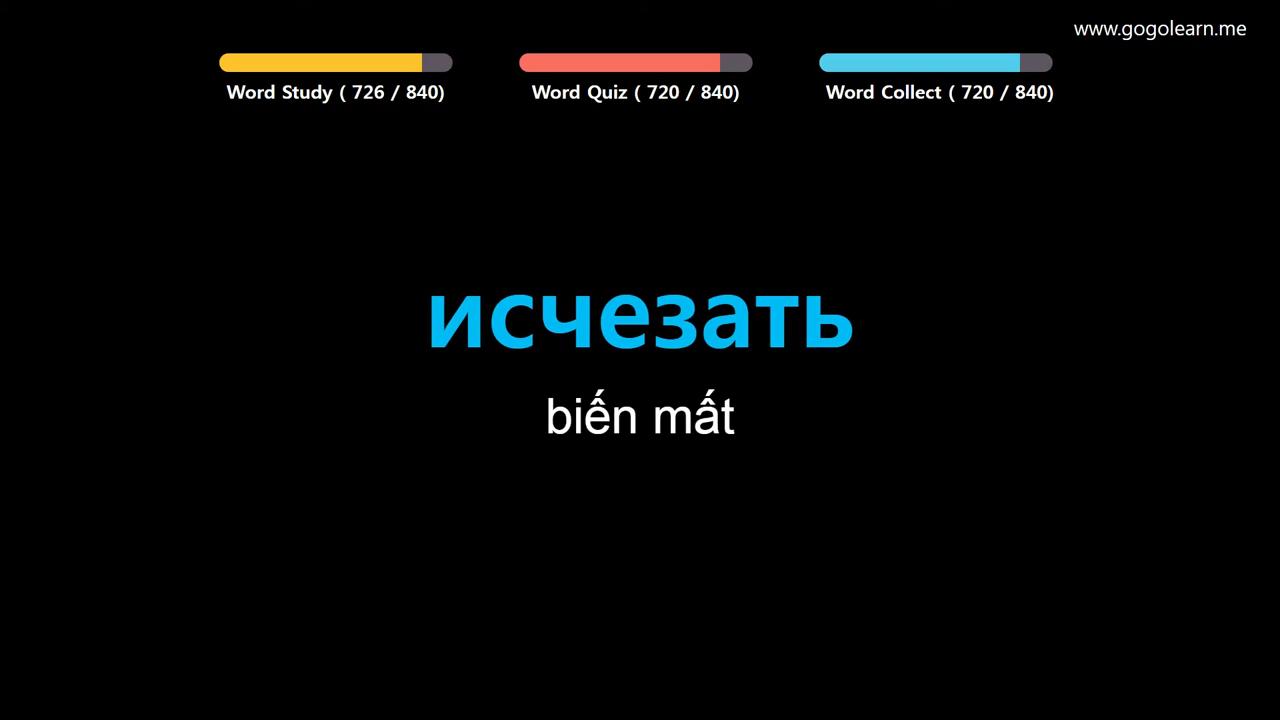 www.gogolearn.me
Word Study ( 726 / 840)
Word Quiz ( 720 / 840)
Word Collect ( 720 / 840)
исчезать
biến mất